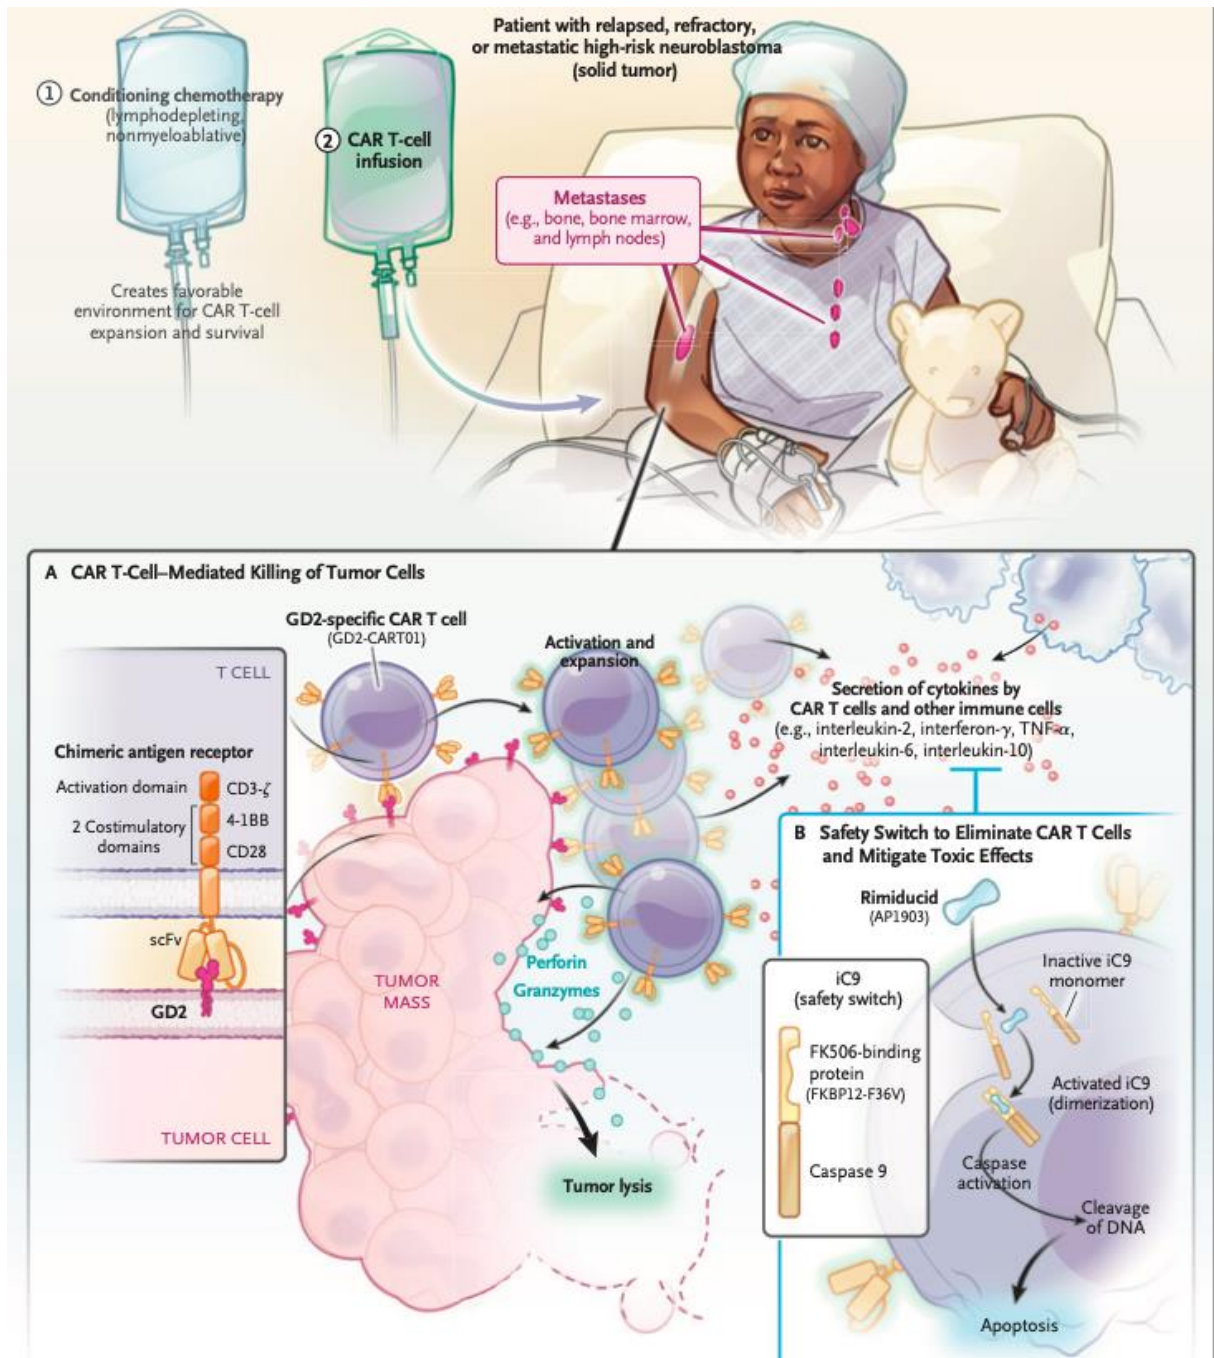 Patient with relapsed, refractory,
or metastatic high-risk neuroblastoma
(solid tumor)
1 Conditioning chemotherapy
(lymphodepleting,
nonmyeloablative)
2 CAR T-cell
infusion
Metastases
(e.g., bone, bone marrow,
and lymph nodes)
Creates favorable
environment for CAR T-cell
expansion and survival
A CAR T-Cell–Mediated Killing of Tumor Cells
GD2-specific CAR T cell
(GD2-CART01)
Activation and
expansion
T CELL
Chimeric antigen receptor
Activation domain
CD3-ζ
2 Costimulatory
domains
4-1BB
CD28
scFv
GD2
TUMOR CELL
TUMOR
MASS
Perforin
Granzymes
Tumor lysis
Secretion of cytokines by
CAR T cells and other immune cells
(e.g., interleukin-2, interferon-γ, TNF-α,
interleukin-6, interleukin-10)
B Safety Switch to Eliminate CAR T Cells
and Mitigate Toxic Effects
Rimiducid
(AP1903)
iC9
(safety switch)
FK506-binding
protein
(FKBP12-F36V)
Caspase 9
Inactive iC9
monomer
Activated iC9
(dimerization)
Caspase
activation
Cleavage
of DNA
Apoptosis